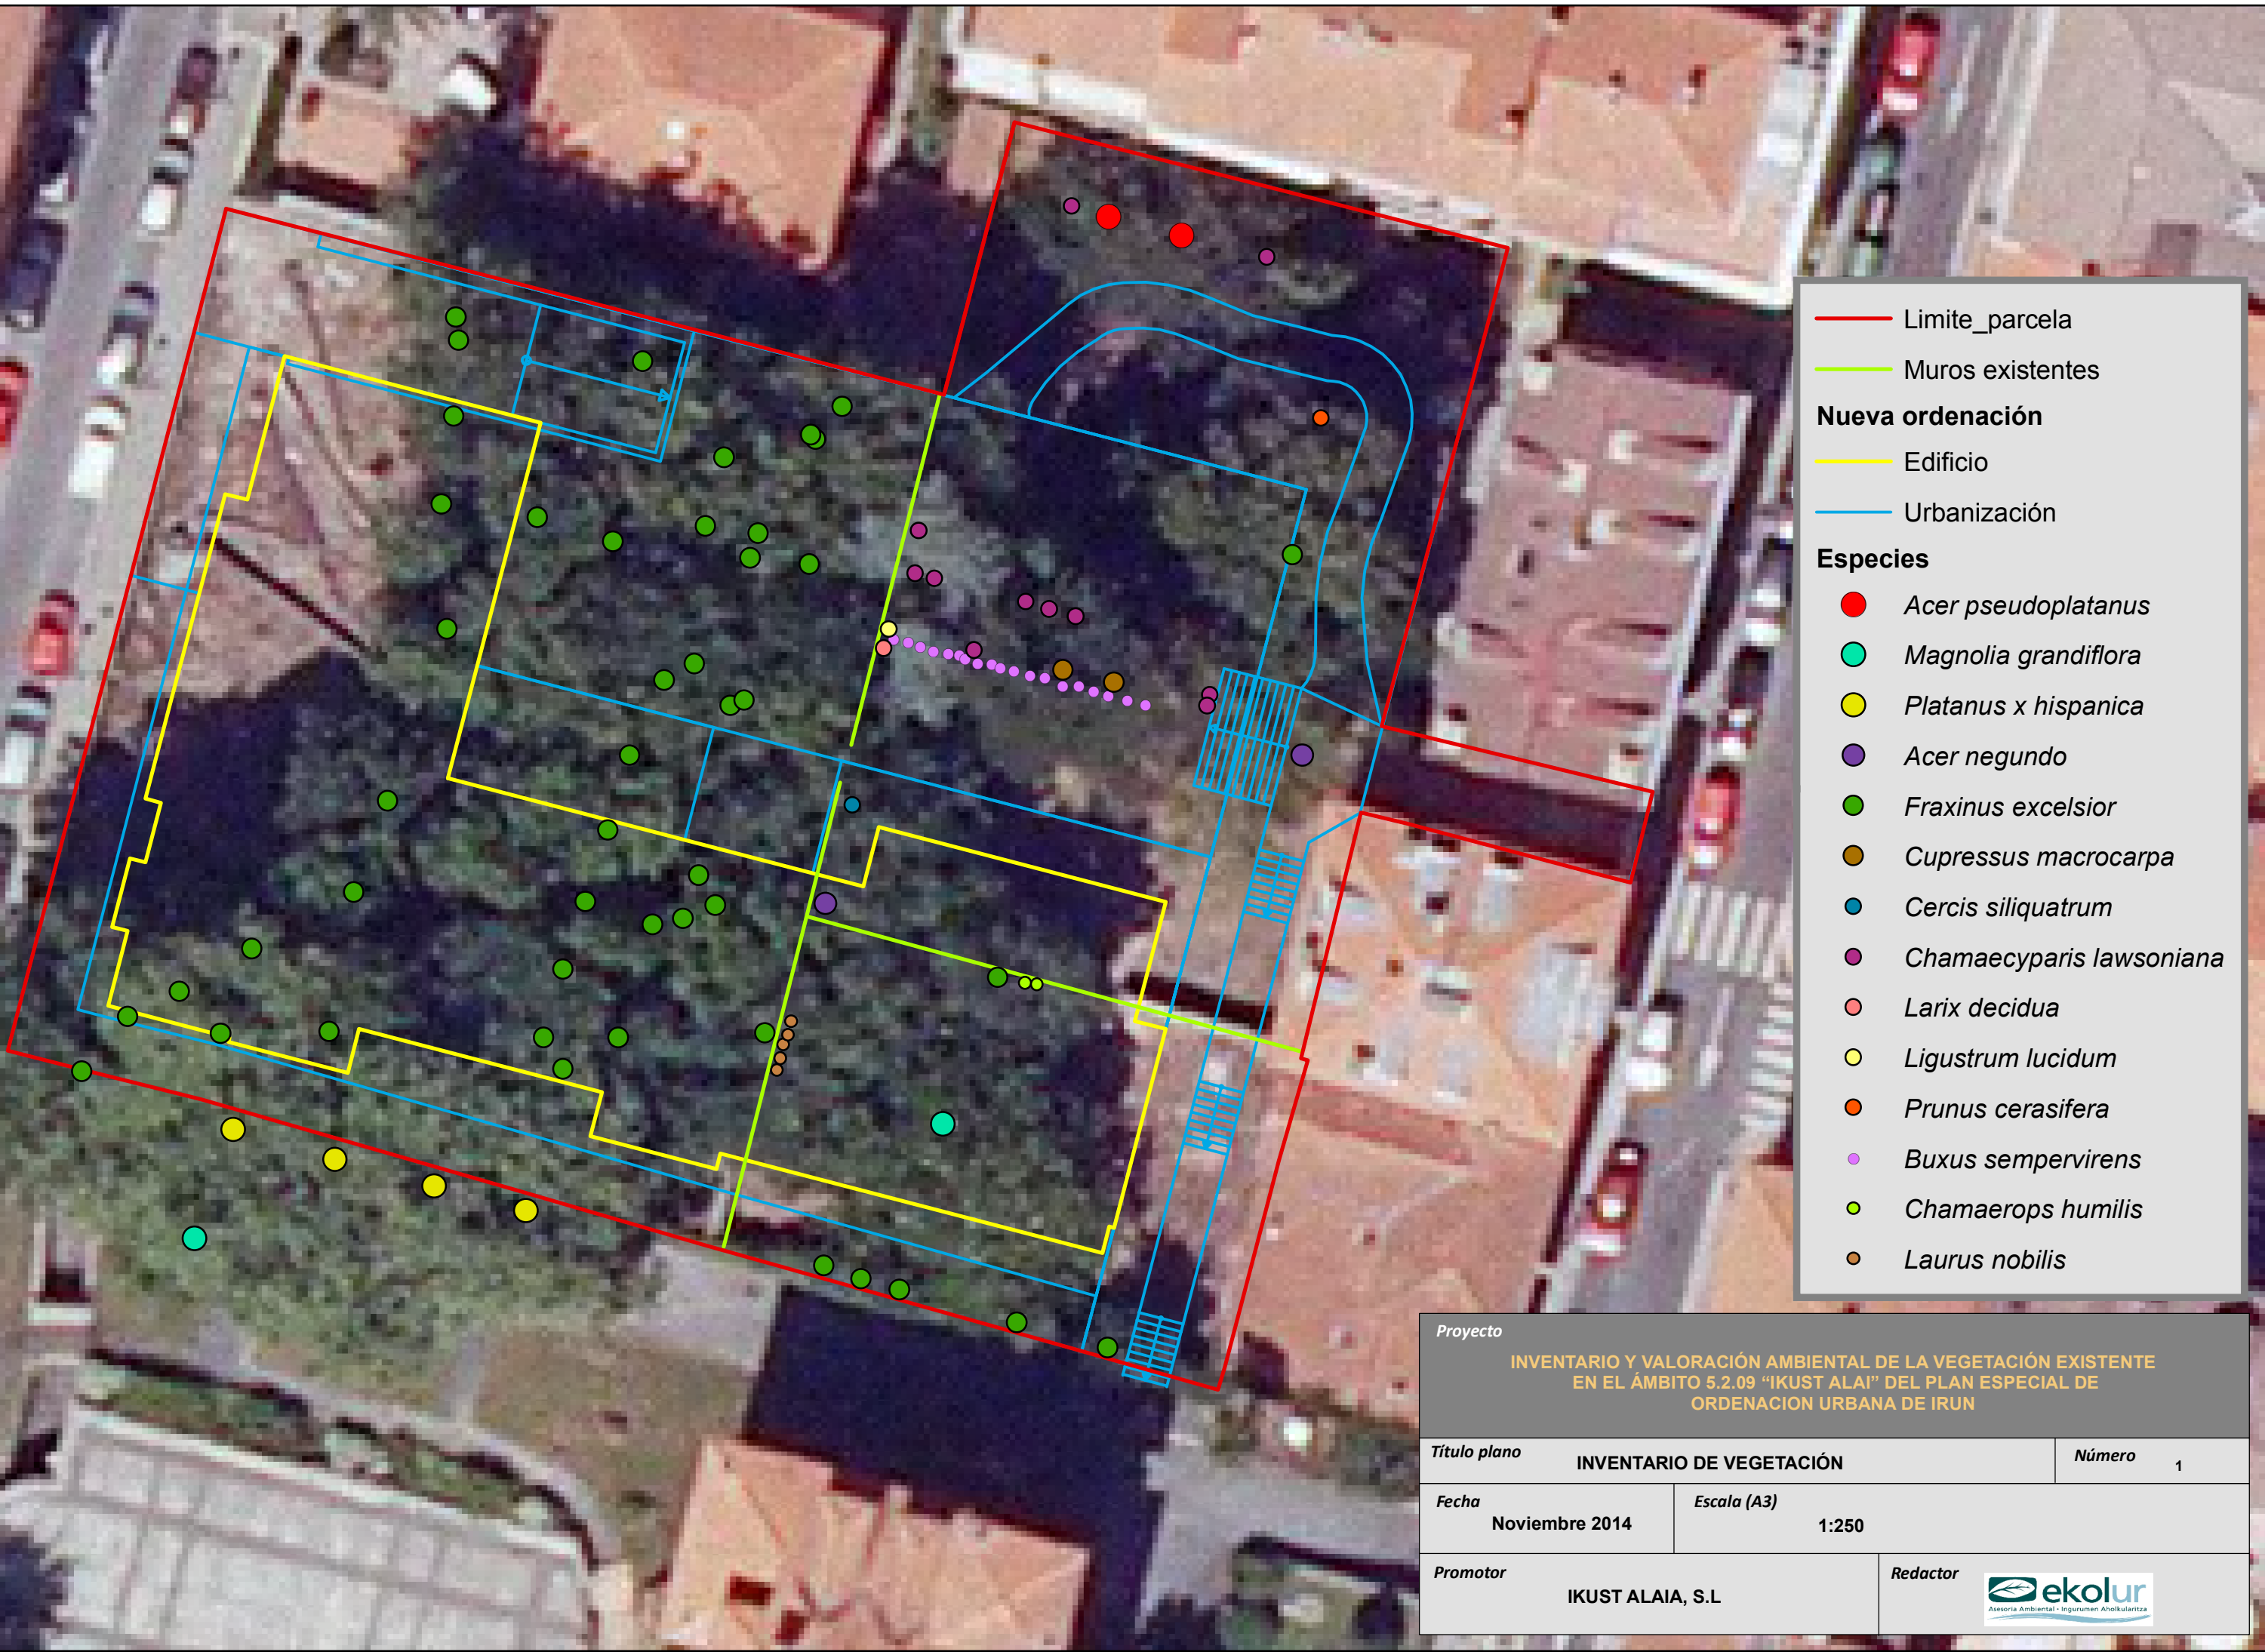 Limite_parcela
Muros existentes
Nueva ordenación
Edificio
Urbanización
Especies
Acer pseudoplatanus
Magnolia grandiflora
Platanus x hispanica
Acer negundo
Fraxinus excelsior
Cupressus macrocarpa
Cercis siliquatrum
Chamaecyparis lawsoniana
Larix decidua
Ligustrum lucidum
Prunus cerasifera
Buxus sempervirens
Chamaerops humilis
Laurus nobilis
Proyecto
INVENTARIO Y VALORACIÓN AMBIENTAL DE LA VEGETACIÓN EXISTENTE
EN EL ÁMBITO 5.2.09 “IKUST ALAI” DEL PLAN ESPECIAL DE
ORDENACION URBANA DE IRUN
Título plano
INVENTARIO DE VEGETACIÓN
Número
1
Fecha
Noviembre 2014
Escala (A3)
1:250
Promotor
IKUST ALAIA, S.L
Redactor
ekolur
Asesoría Ambiental • Ingurumen Aholkularitza